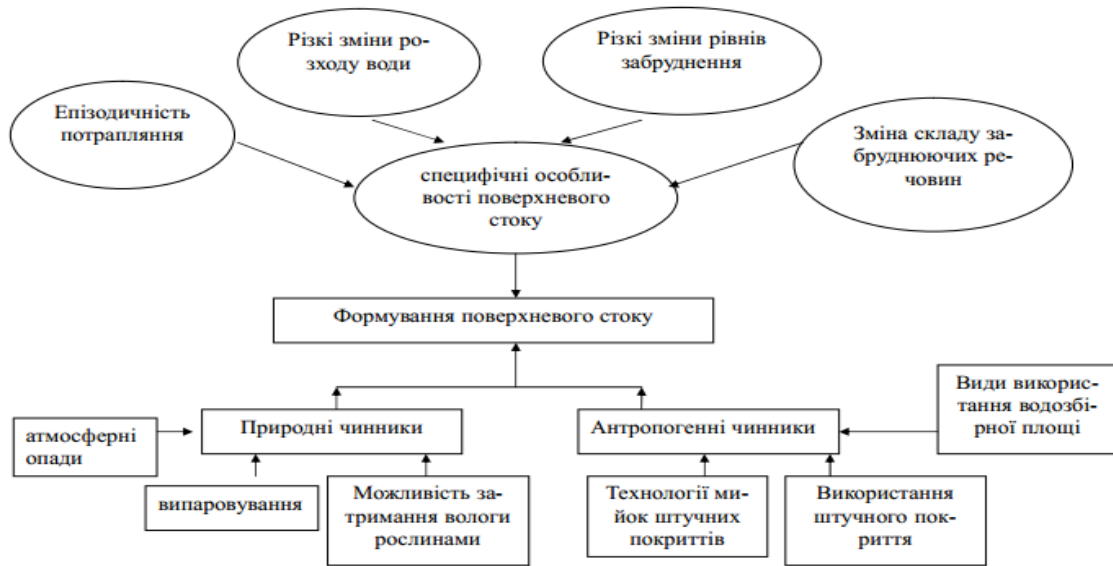 Різкі зміни ро-
зходу води
Різкі зміни рівнів
забруднення
Епізодичність
потрапляння
Зміна складу за-
бруднюючих ре-
човин
специфічні особли-
вості поверхневого
стоку
Формування поверхневого стоку
Види викорис-
тання водозбі-
рної площі
Природні чинники
Антропогенні чинники
атмосферні
опади
випаровування
Можливість за-
тримання вологи
рослинами
Технології ми-
йок штучних
покриттів
Використання
штучного пок-
риття